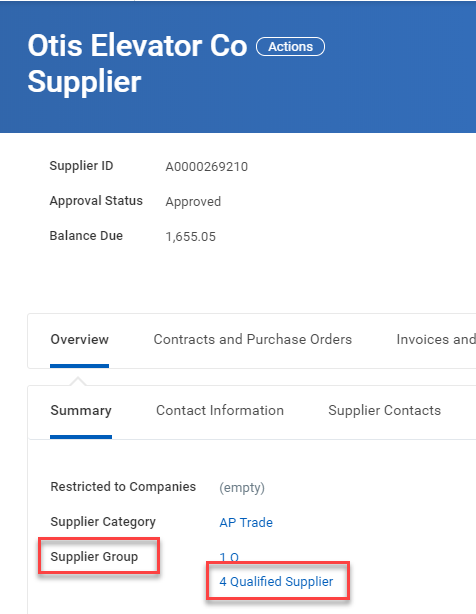 Otis Elevator Co Actions
Supplier
Supplier ID A0000269210
Approval Status Approved
Balance Due 1,655.05
Overview Contracts and Purchase Orders Invoices and
Summary Contact Information Supplier Contacts
Restricted to Companies (empty)
Supplier Category AP Trade
Supplier Group 1 O
4 Qualified Supplier